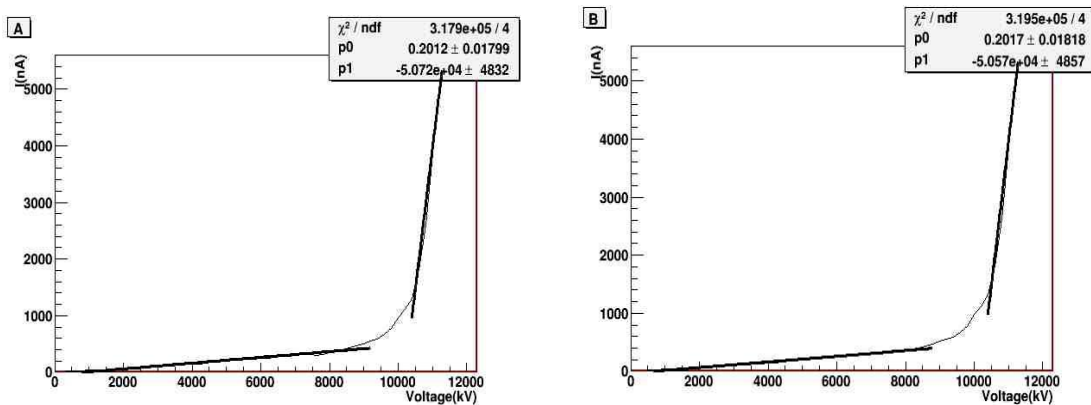 A
χ² / ndf 3.179e+05 / 4
p0 0.2012 ± 0.01799
p1 -5.072e+04 ± 4832
I(nA)
5000
4000
3000
2000
1000
0
0 2000 4000 6000 8000 10000 12000
Voltage(kV)
B
χ² / ndf 3.195e+05 / 4
p0 0.2017 ± 0.01818
p1 -5.057e+04 ± 4857
I(nA)
5000
4000
3000
2000
1000
0
0 2000 4000 6000 8000 10000 12000
Voltage(kV)